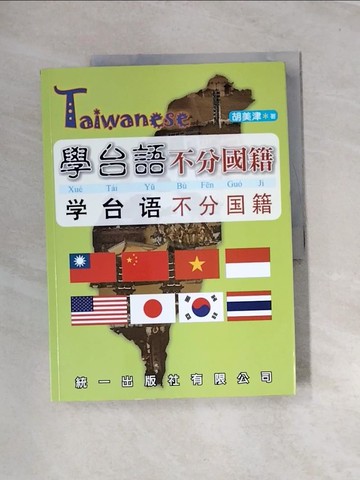 Taiwanese
胡美津＊著
學台語不分國籍
Xué Tái Yǔ Bù Fēn Guó Jí
学台语不分国籍
統一出版社有限公司